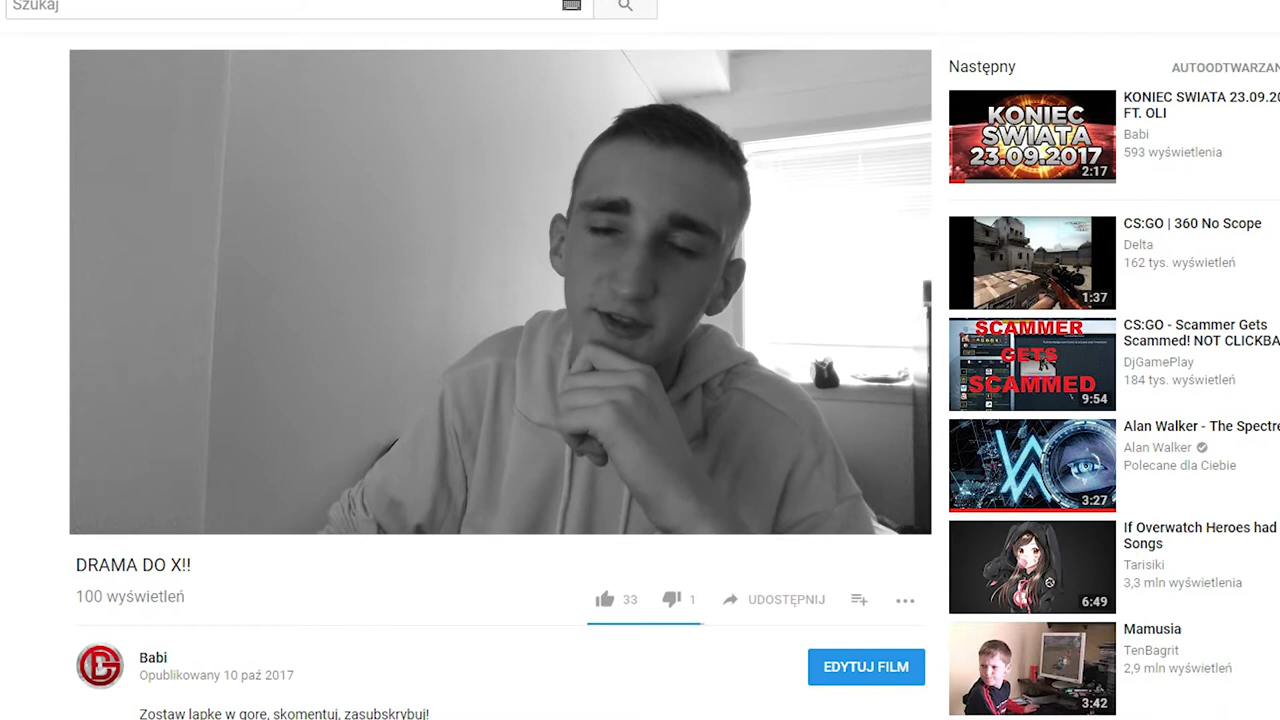 Szukaj
DRAMA DO X!!
100 wyświetleń
33
1
UDOSTĘPNIJ
Babi
Opublikowany 10 paź 2017
EDYTUJ FILM
Zostaw łapke w gore, skomentuj, zasubskrybuj!
Następny
AUTOODTWARZAN
KONIEC
SWIATA
23.09.2017
2:17
KONIEC SWIATA 23.09.20
FT. OLI
Babi
593 wyświetlenia
1:37
CS:GO | 360 No Scope
Delta
162 tys. wyświetleń
SCAMMER
GETS
SCAMMED
9:54
CS:GO - Scammer Gets
Scammed! NOT CLICKBA
DjGamePlay
184 tys. wyświetleń
3:27
Alan Walker - The Spectre
Alan Walker
Polecane dla Ciebie
6:49
If Overwatch Heroes had
Songs
Tarisiki
3,3 mln wyświetleń
3:42
Mamusia
TenBagrit
2,9 mln wyświetleń